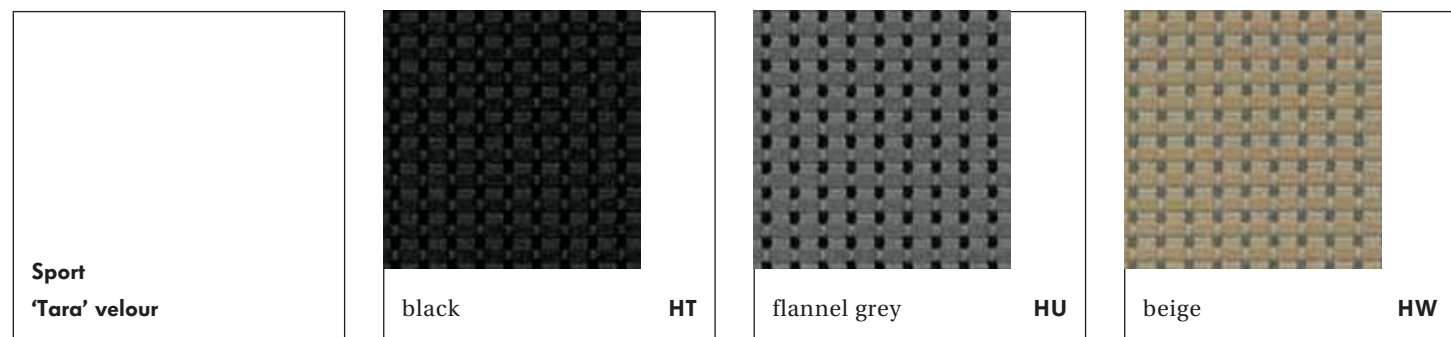 Sport
‘Tara’ velour
black HT
flannel grey HU
beige HW